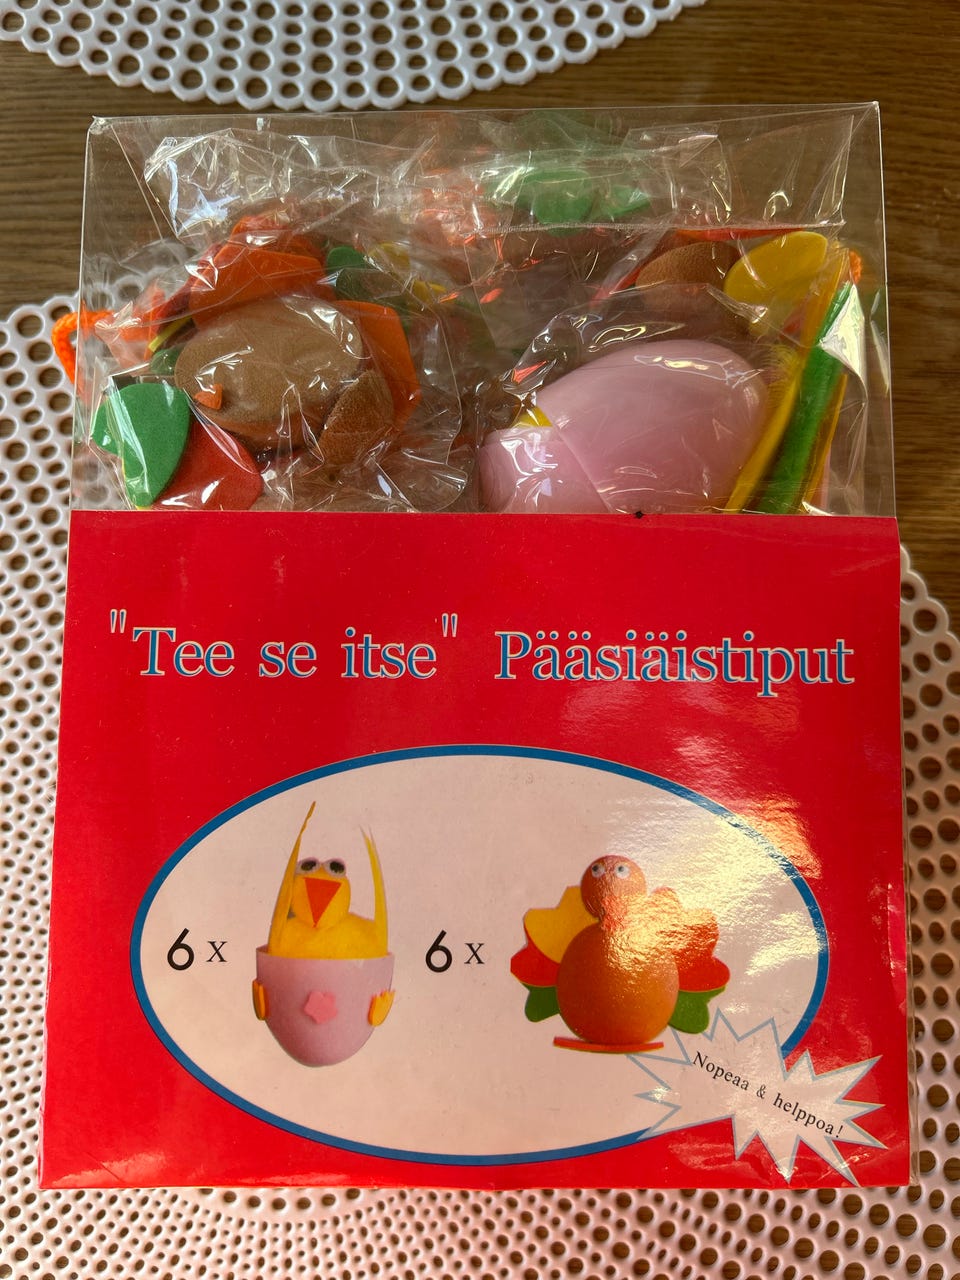 "Tee se itse" Pääsiäistiput
6 x 6 x
Nopeaa & helppoa!